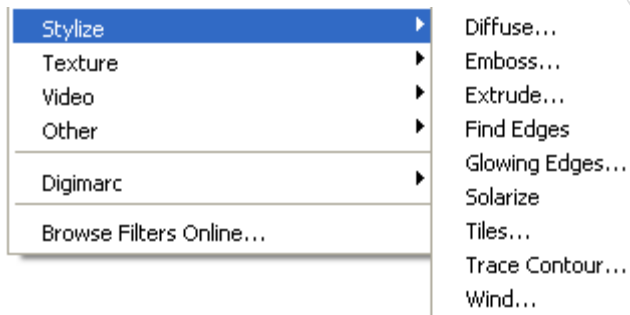 Stylize
Texture
Video
Other
Digimarc
Browse Filters Online...
Diffuse...
Emboss...
Extrude...
Find Edges
Glowing Edges...
Solarize
Tiles...
Trace Contour...
Wind...